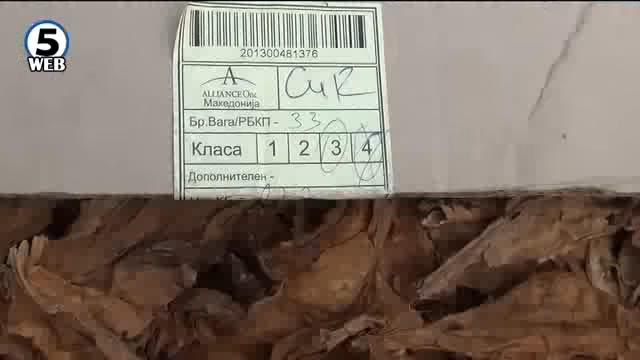 5
WEB
201300481376
A
ALLIANCE One
Македонија
Бр.Вага/РБКП - 33
Класа 1 2 3 4
Дополнителен -